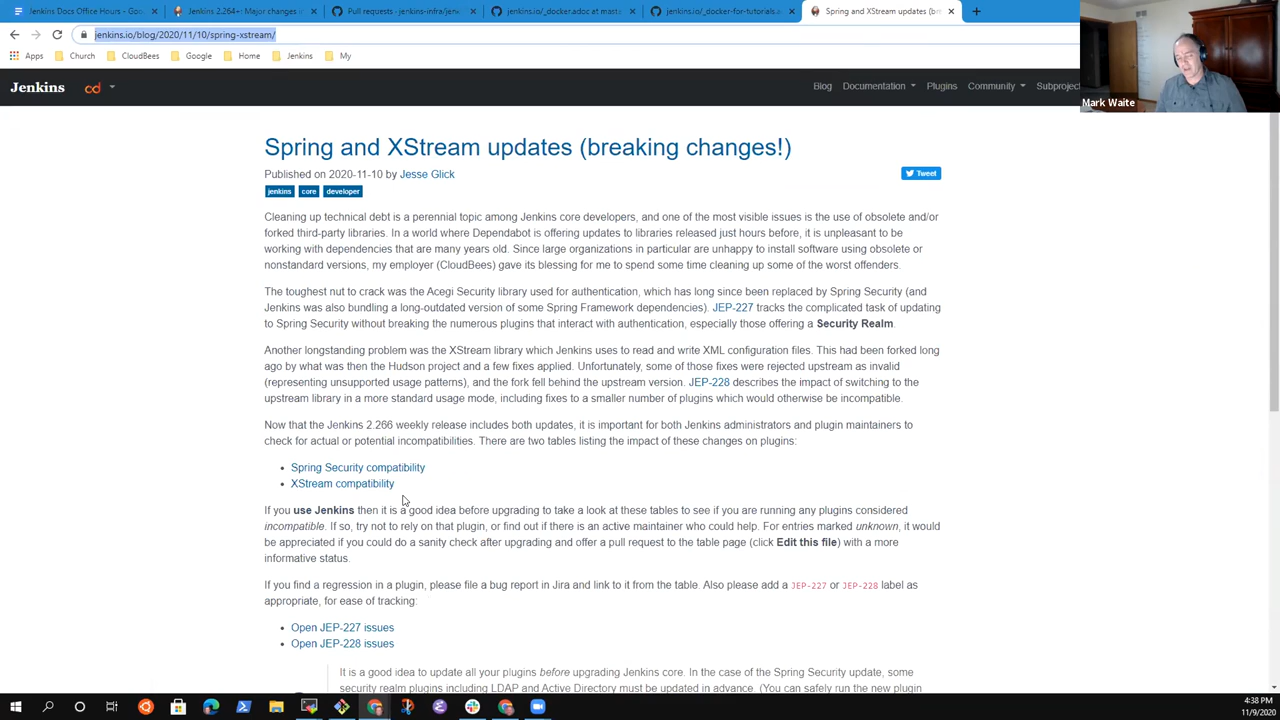 Jenkins Docs Office Hours - Goo
Jenkins 2.264+: Major changes in
Pull requests · jenkins-infra/jenk
jenkins.io/_docker.adoc at maste
jenkins.io/_docker-for-tutorials.a
Spring and XStream updates (bre
jenkins.io/blog/2020/11/10/spring-xstream/
Apps Church CloudBees Google Home Jenkins My
Jenkins cd
Blog Documentation Plugins Community Subproject
Mark Waite
Spring and XStream updates (breaking changes!)
Published on 2020-11-10 by Jesse Glick
Tweet
jenkins core developer
Cleaning up technical debt is a perennial topic among Jenkins core developers, and one of the most visible issues is the use of obsolete and/or
forked third-party libraries. In a world where Dependabot is offering updates to libraries released just hours before, it is unpleasant to be
working with dependencies that are many years old. Since large organizations in particular are unhappy to install software using obsolete or
nonstandard versions, my employer (CloudBees) gave its blessing for me to spend some time cleaning up some of the worst offenders.
The toughest nut to crack was the Acegi Security library used for authentication, which has long since been replaced by Spring Security (and
Jenkins was also bundling a long-outdated version of some Spring Framework dependencies). JEP-227 tracks the complicated task of updating
to Spring Security without breaking the numerous plugins that interact with authentication, especially those offering a Security Realm.
Another longstanding problem was the XStream library which Jenkins uses to read and write XML configuration files. This had been forked long
ago by what was then the Hudson project and a few fixes applied. Unfortunately, some of those fixes were rejected upstream as invalid
(representing unsupported usage patterns), and the fork fell behind the upstream version. JEP-228 describes the impact of switching to the
upstream library in a more standard usage mode, including fixes to a smaller number of plugins which would otherwise be incompatible.
Now that the Jenkins 2.266 weekly release includes both updates, it is important for both Jenkins administrators and plugin maintainers to
check for actual or potential incompatibilities. There are two tables listing the impact of these changes on plugins:
• Spring Security compatibility
• XStream compatibility
If you use Jenkins then it is a good idea before upgrading to take a look at these tables to see if you are running any plugins considered
incompatible. If so, try not to rely on that plugin, or find out if there is an active maintainer who could help. For entries marked unknown, it would
be appreciated if you could do a sanity check after upgrading and offer a pull request to the table page (click Edit this file) with a more
informative status.
If you find a regression in a plugin, please file a bug report in Jira and link to it from the table. Also please add a JEP-227 or JEP-228 label as
appropriate, for ease of tracking:
• Open JEP-227 issues
• Open JEP-228 issues
It is a good idea to update all your plugins before upgrading Jenkins core. In the case of the Spring Security update, some
security realm plugins including LDAP and Active Directory must be updated in advance. (You can safely run the new plugin
4:38 PM
11/9/2020